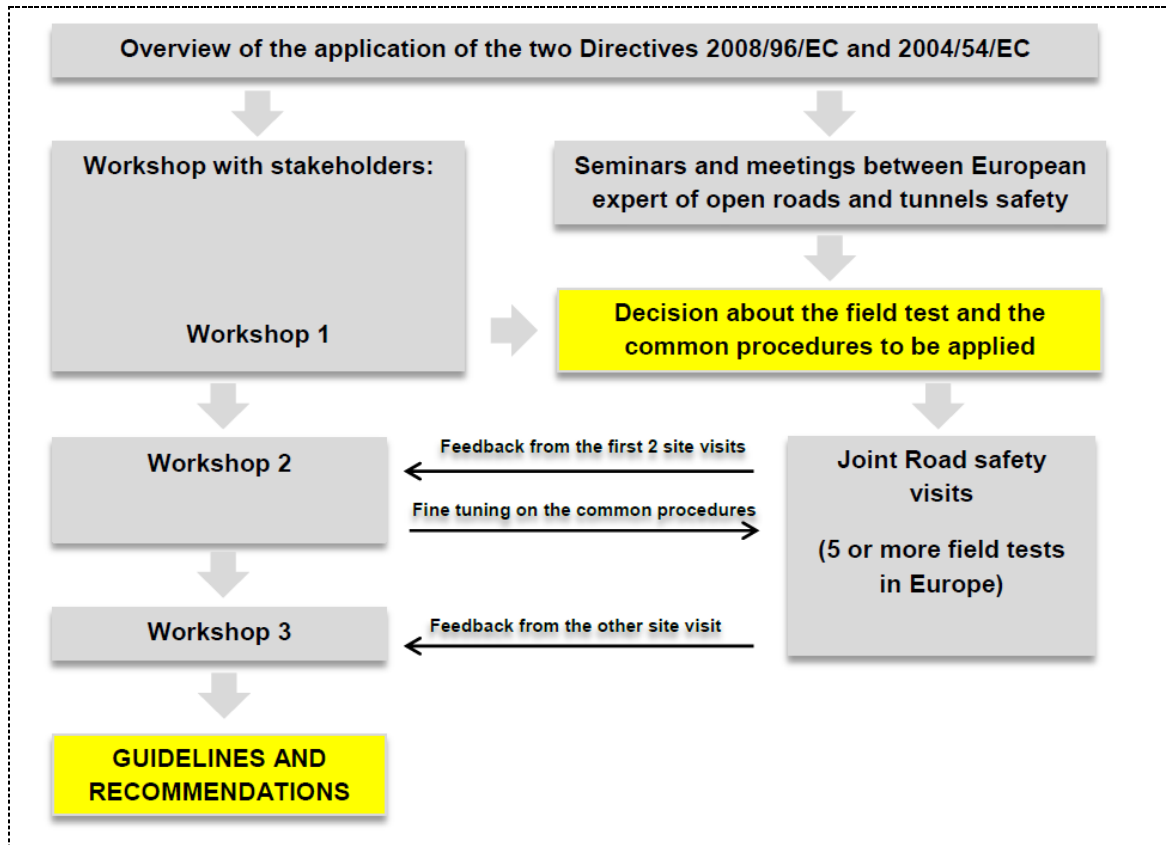 Overview of the application of the two Directives 2008/96/EC and 2004/54/EC
Workshop with stakeholders:
Workshop 1
Seminars and meetings between European
expert of open roads and tunnels safety
Decision about the field test and the
common procedures to be applied
Workshop 2
Feedback from the first 2 site visits
Fine tuning on the common procedures
Joint Road safety
visits
(5 or more field tests
in Europe)
Workshop 3
Feedback from the other site visit
GUIDELINES AND
RECOMMENDATIONS